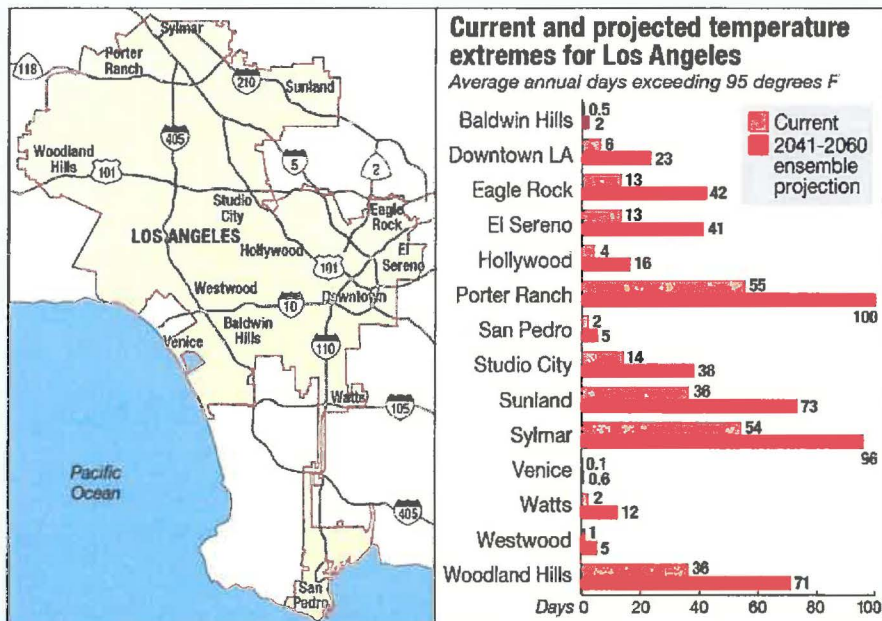 Sylmar
118
Porter
Ranch
210
Sunland
405
Woodland
Hills
101
5
2
Studio
City
Eagle
Rock
LOS ANGELES
Hollywood
101
El
Sereno
Westwood
10
Downtown
Baldwin
Hills
Venice
110
Watts
105
Pacific
Ocean
405
San
Pedro
Current and projected temperature
extremes for Los Angeles
Average annual days exceeding 95 degrees F
Current
2041-2060
ensemble
projection
Baldwin Hills 0.5 2
Downtown LA 6 23
Eagle Rock 13 42
El Sereno 13 41
Hollywood 4 16
Porter Ranch 55 100
San Pedro 2 5
Studio City 14 38
Sunland 36 73
Sylmar 54 96
Venice 0.1 0.6
Watts 2 12
Westwood 1 5
Woodland Hills 36 71
Days 0 20 40 60 80 100